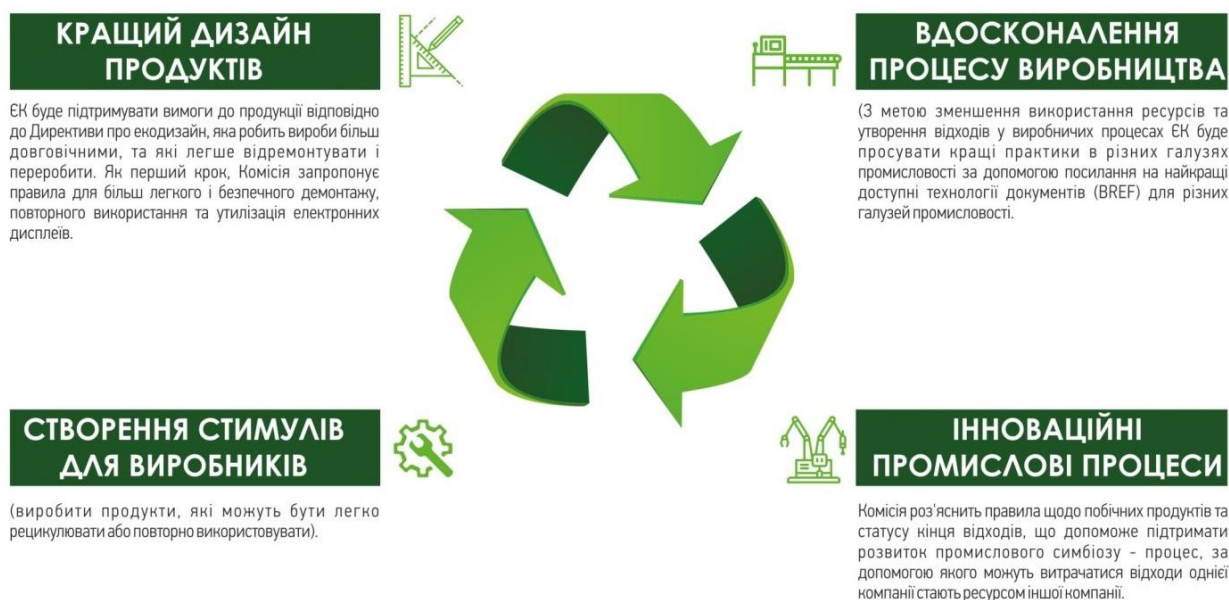 КРАЩИЙ ДИЗАЙН
ПРОДУКТІВ
ЄК буде підтримувати вимоги до продукції відповідно
до Директиви про екодизайн, яка робить вироби більш
довговічними, та які легше відремонтувати і
переробити. Як перший крок, Комісія запропонує
правила для більш легкого і безпечного демонтажу,
повторного використання та утилізація електронних
дисплеїв.
ВДОСКОНАЛЕННЯ
ПРОЦЕСУ ВИРОБНИЦТВА
(З метою зменшення використання ресурсів та
утворення відходів у виробничих процесах ЄК буде
просувати кращі практики в різних галузях
промисловості за допомогою посилання на найкращі
доступні технології документів (BREF) для різних
галузей промисловості.
СТВОРЕННЯ СТИМУЛІВ
ДЛЯ ВИРОБНИКІВ
(виробити продукти, які можуть бути легко
рецикулювати або повторно використовувати).
ІННОВАЦІЙНІ
ПРОМИСЛОВІ ПРОЦЕСИ
Комісія роз'яснить правила щодо побічних продуктів та
статусу кінця відходів, що допоможе підтримати
розвиток промислового симбіозу - процес, за
допомогою якого можуть витрачатися відходи однієї
компанії стають ресурсом іншої компанії.